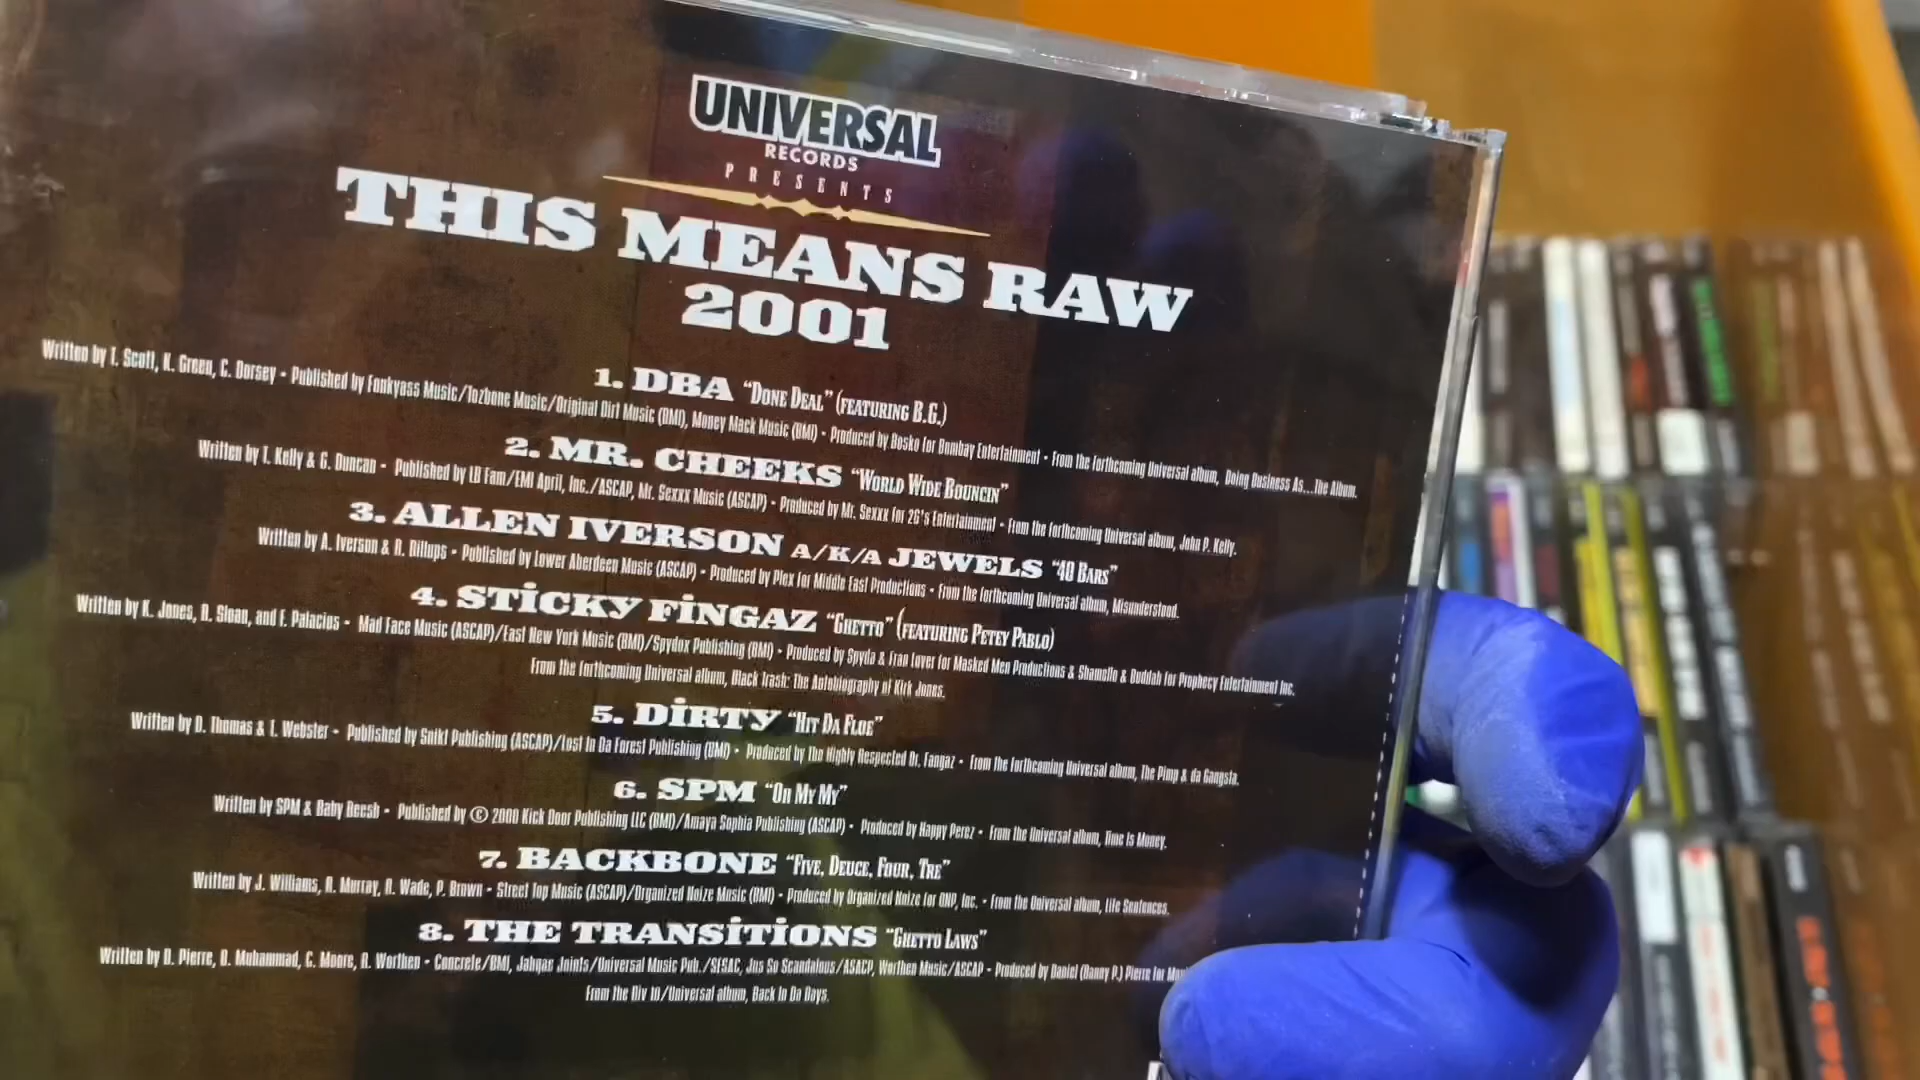 UNIVERSAL
RECORDS
PRESENTS
THIS MEANS RAW
2001
1. DBA "DONE DEAL" (FEATURING B.G.)
Written by T. Scott, K. Green, C. Dorsey • Published by Fonkyass Music/Tozbone Music/Original Dirt Music (BMI), Money Mack Music (BMI) • Produced by Bosko for Bombay Entertainment • From the forthcoming Universal album, Doing Business As...The Album.
2. MR. CHEEKS "WORLD WIDE BOUNCIN"
Written by T. Kelly & G. Duncan • Published by LB Fam/EMI April, Inc./ASCAP, Mr. Sexxx Music (ASCAP) • Produced by Mr. Sexxx for 26's Entertainment • From the forthcoming Universal album, John P. Kelly.
3. ALLEN IVERSON A/K/A JEWELS "40 BARS"
Written by A. Iverson & R. Billups • Published by Lower Aberdeen Music (ASCAP) • Produced by Plex for Middle East Productions • From the forthcoming Universal album, Misunderstood.
4. STICKY FINGAZ "GHETTO" (FEATURING PETEY PABLO)
Written by K. Jones, R. Sloan, and F. Palacios • Mad Face Music (ASCAP)/East New York Music (BMI)/Spydox Publishing (BMI) • Produced by Spyda & Fran Lover for Masked Men Productions & Shamello & Buddah for Prophecy Entertainment Inc.
From the forthcoming Universal album, Black Trash: The Autobiography of Kirk Jones.
5. DIRTY "HIT DA FLOE"
Written by D. Thomas & T. Webster • Published by Snikt Publishing (ASCAP)/Lost In Da Forest Publishing (BMI) • Produced by The Highly Respected Dr. Fangaz • From the forthcoming Universal album, The Pimp & da Gangsta.
6. SPM "OH MY MY"
Written by SPM & Baby Beesh • Published by © 2000 Kick Door Publishing LLC (BMI)/Amaya Sophia Publishing (ASCAP) • Produced by Happy Perez • From the Universal album, Time Is Money.
7. BACKBONE "FIVE, DEUCE, FOUR, TRE"
Written by J. Williams, R. Murray, R. Wade, P. Brown • Street Top Music (ASCAP)/Organized Noize Music (BMI) • Produced by Organized Noize for ONP, Inc. • From the Universal album, Life Sentences.
8. THE TRANSITIONS "GHETTO LAWS"
Written by D. Pierre, B. Muhammad, C. Moore, R. Worthen • Concrete/BMI, Jahqae Joints/Universal Music Pub./SESAC, Jus So Scandalous/ASACP, Worthen Music/ASCAP • Produced by Daniel (Danny P.) Pierre for
From the Div 10/Universal album, Back In Da Days.